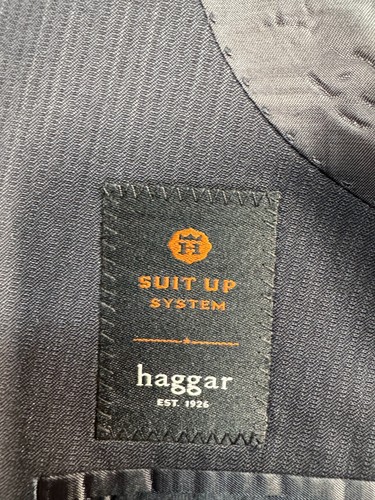 H
SUIT UP
SYSTEM
haggar
EST. 1926